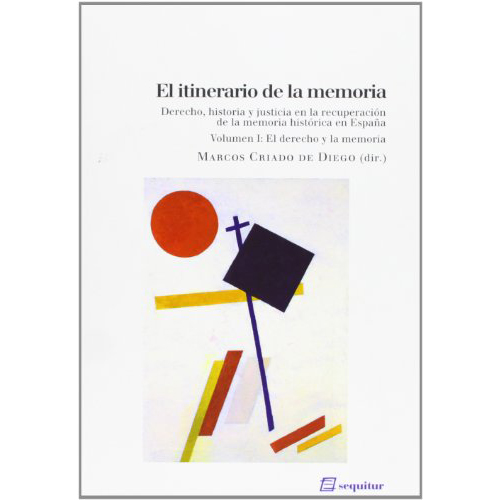 El itinerario de la memoria
Derecho, historia y justicia en la recuperación
de la memoria histórica en España
Volumen I: El derecho y la memoria
Marcos Criado de Diego (dir.)
sequitur